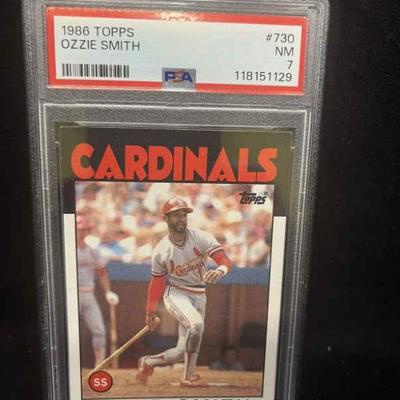 1986 TOPPS #730
OZZIE SMITH NM
PSA 7
118151129
CARDINALS
Topps
Cardinals
SS